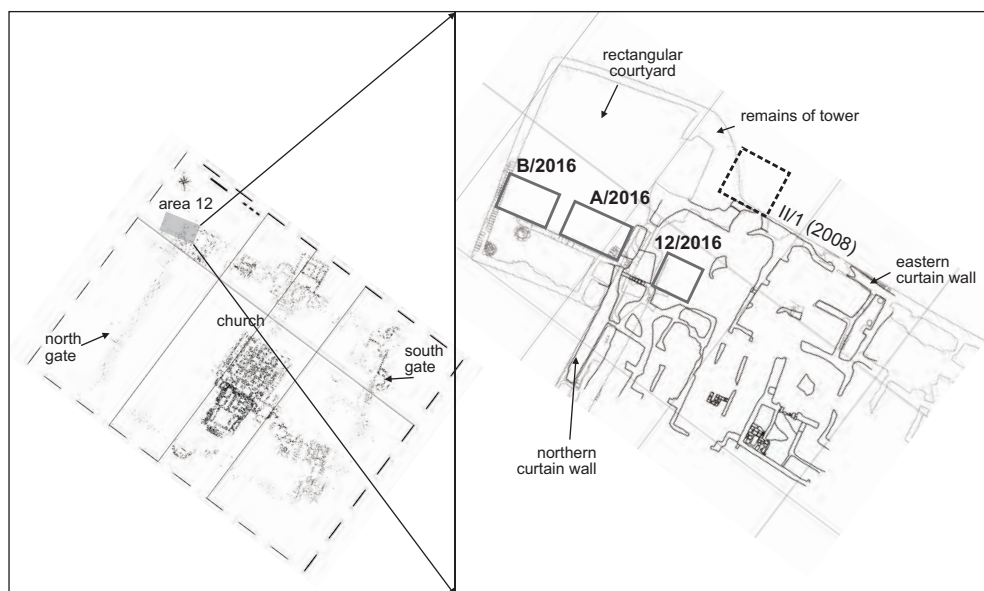 area 12
north
gate
church
south
gate
rectangular
courtyard
remains of tower
B/2016
A/2016
12/2016
II/1 (2008)
eastern
curtain wall
northern
curtain wall